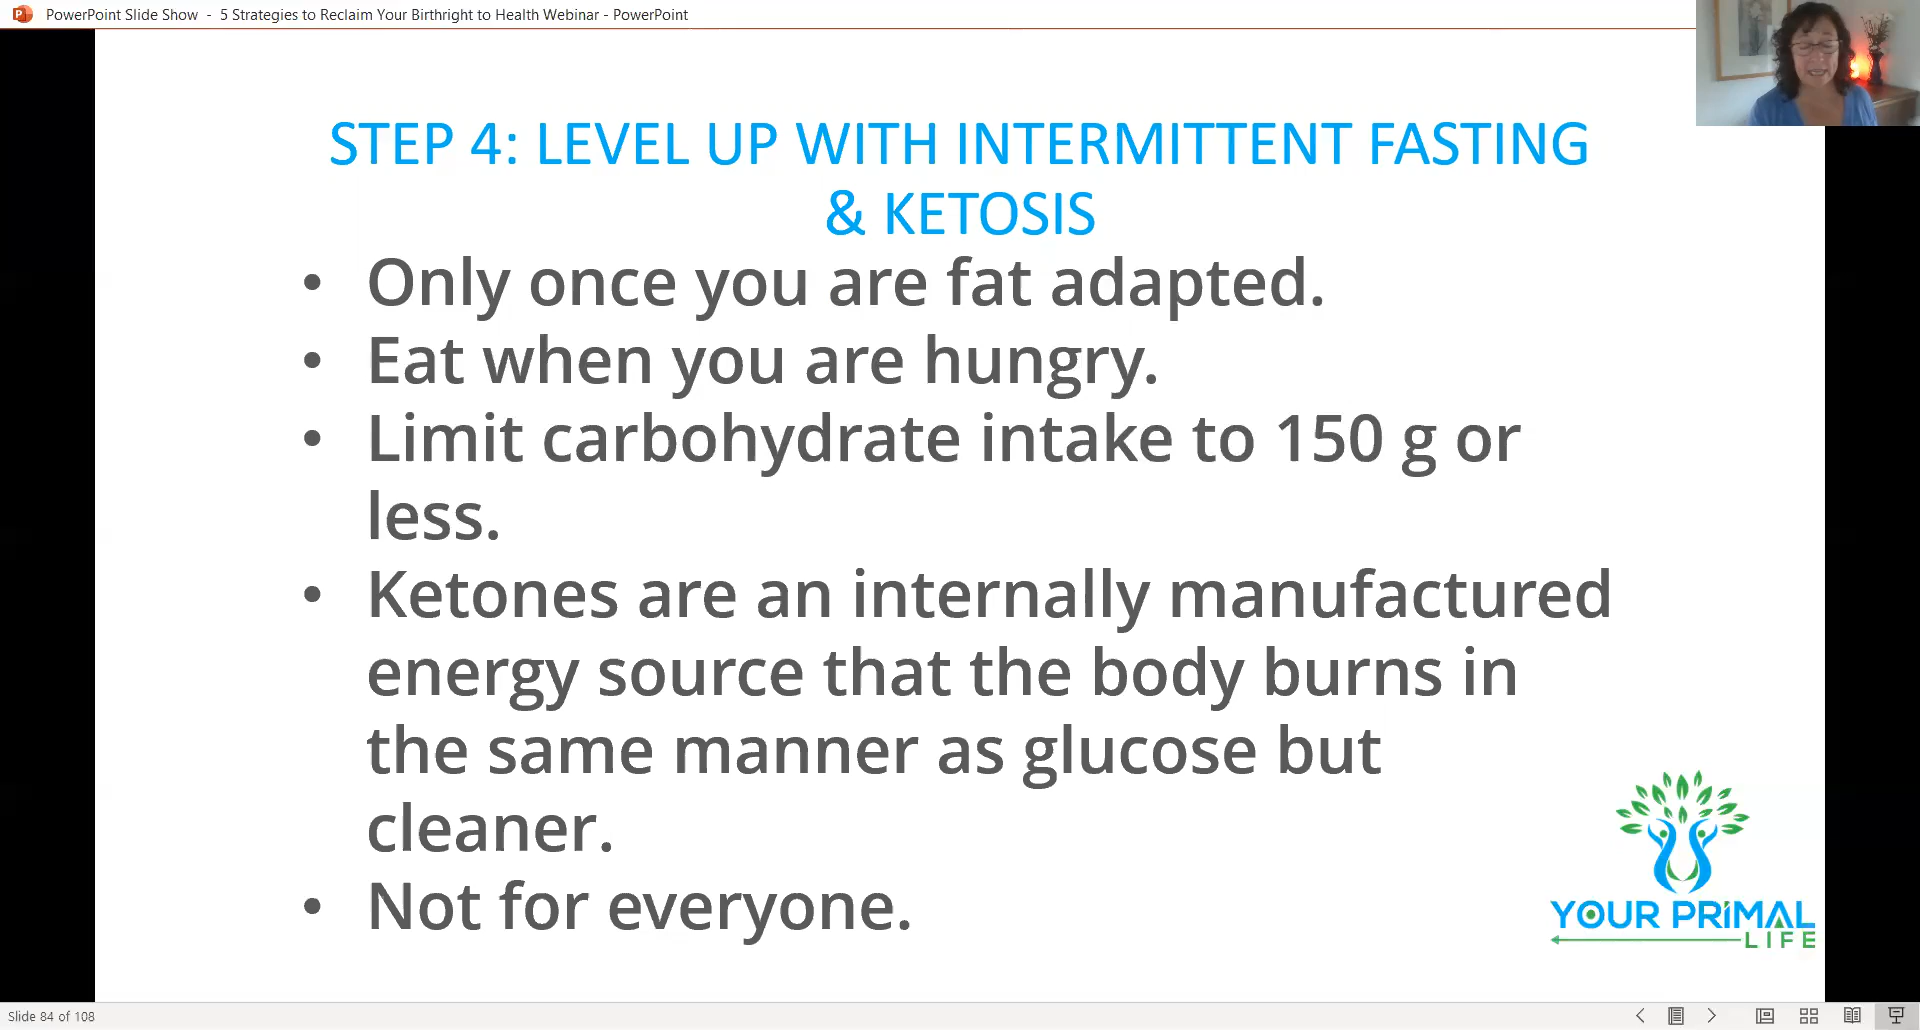 PowerPoint Slide Show - 5 Strategies to Reclaim Your Birthright to Health Webinar - PowerPoint
STEP 4: LEVEL UP WITH INTERMITTENT FASTING
& KETOSIS
• Only once you are fat adapted.
• Eat when you are hungry.
• Limit carbohydrate intake to 150 g or
less.
• Ketones are an internally manufactured
energy source that the body burns in
the same manner as glucose but
cleaner.
• Not for everyone.
YOUR PRIMAL
LIFE
Slide 84 of 108